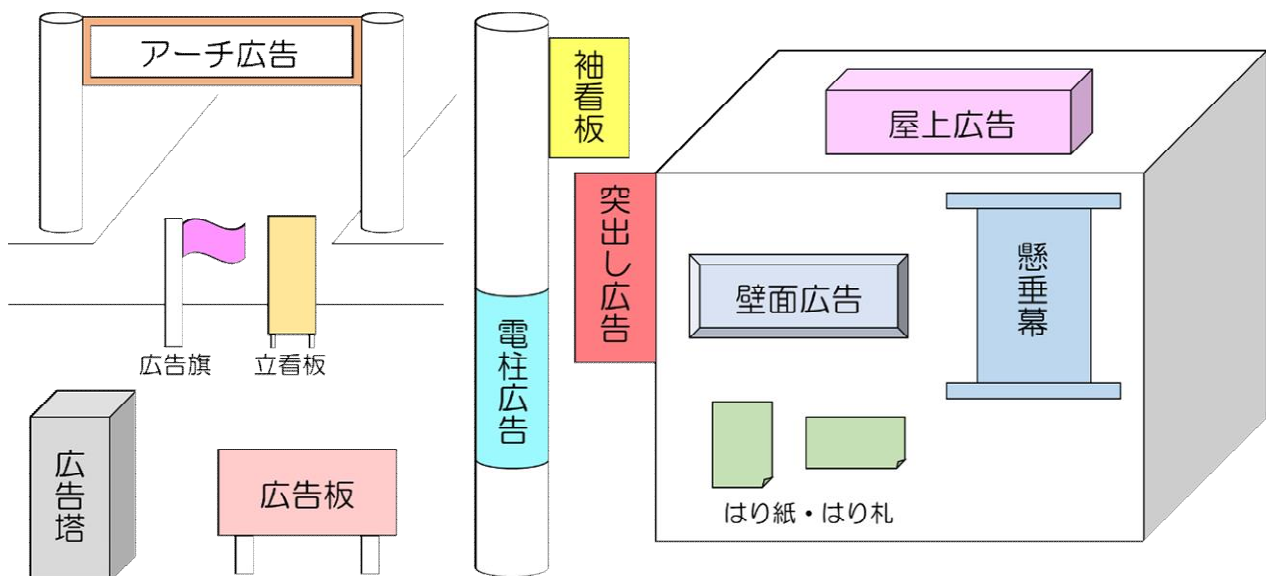 アーチ広告
袖看板
屋上広告
突出し広告
懸垂幕
壁面広告
電柱広告
広告旗
立看板
広告塔
広告板
はり紙・はり札